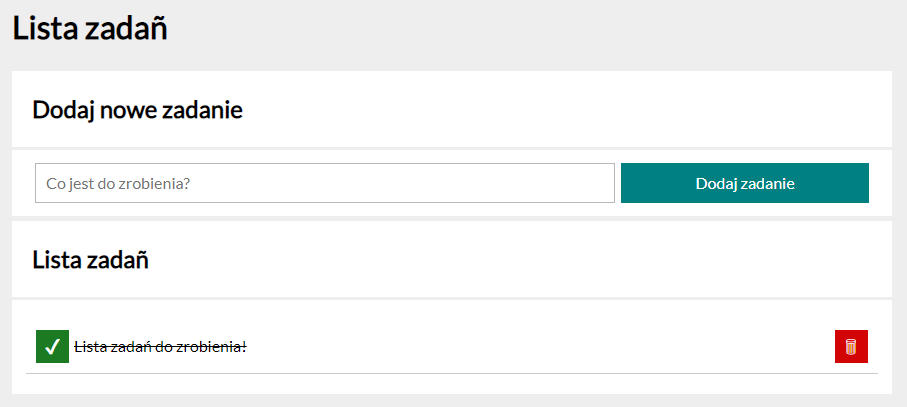 Lista zadañ
Dodaj nowe zadanie
Co jest do zrobienia?
Dodaj zadanie
Lista zadañ
Lista zadań do zrobienia!